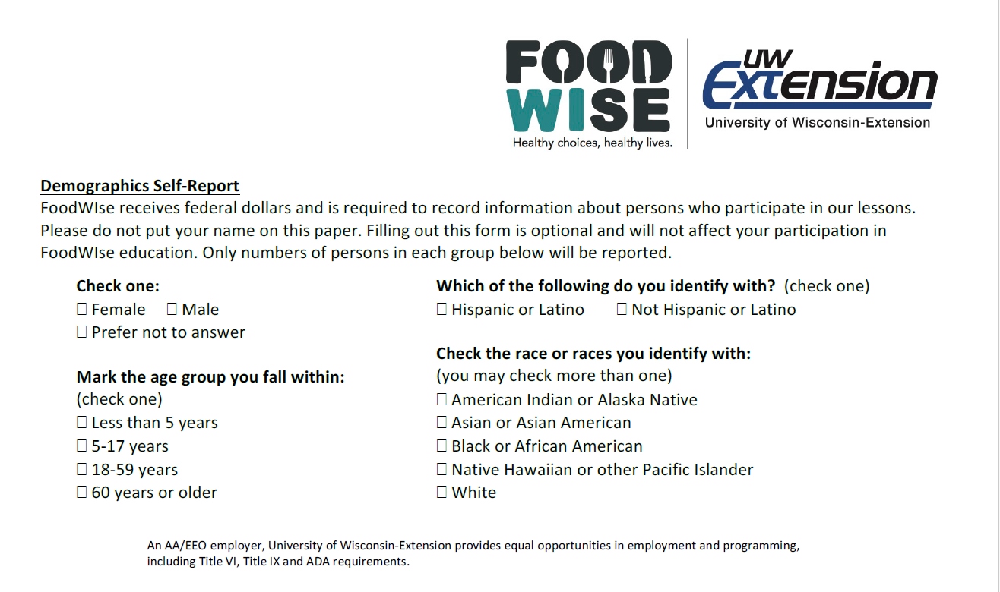 FOOD
WISE
Healthy choices, healthy lives.
UW
Extension
University of Wisconsin-Extension
Demographics Self-Report
FoodWIse receives federal dollars and is required to record information about persons who participate in our lessons.
Please do not put your name on this paper. Filling out this form is optional and will not affect your participation in
FoodWIse education. Only numbers of persons in each group below will be reported.
Check one:
☐ Female ☐ Male
☐ Prefer not to answer
Mark the age group you fall within:
(check one)
☐ Less than 5 years
☐ 5-17 years
☐ 18-59 years
☐ 60 years or older
Which of the following do you identify with? (check one)
☐ Hispanic or Latino ☐ Not Hispanic or Latino
Check the race or races you identify with:
(you may check more than one)
☐ American Indian or Alaska Native
☐ Asian or Asian American
☐ Black or African American
☐ Native Hawaiian or other Pacific Islander
☐ White
An AA/EEO employer, University of Wisconsin-Extension provides equal opportunities in employment and programming,
including Title VI, Title IX and ADA requirements.